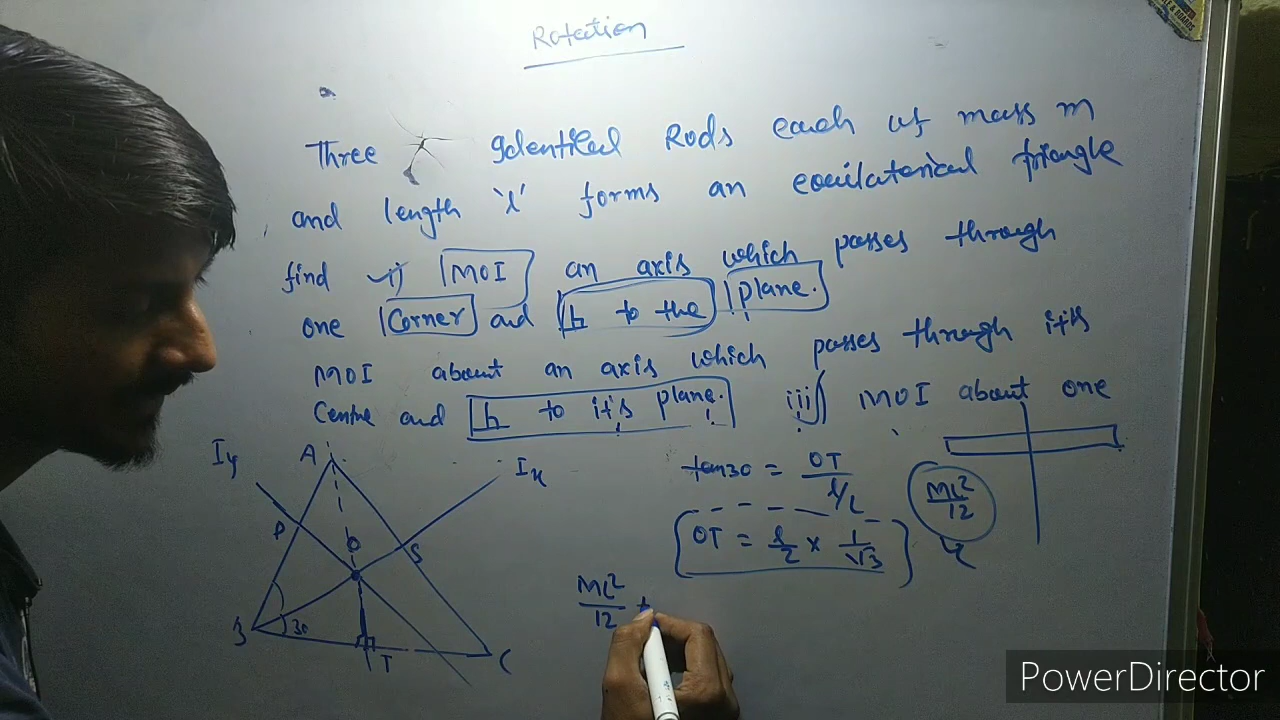 Rotation
Three Identical Rods each of mass m
and length 'l' forms an equilaterical triangle
find i) MOI an axis which passes through
one Corner and h to the plane.
MOI about an axis which passes through it's
Centre and h to it's plane. iii) MOI about one
Iy A Ix
P O S
B 30 T C
tan30 = OT/l/2
OT = l/2 × 1/√3
ML²/12
ML²/12 +
PowerDirector